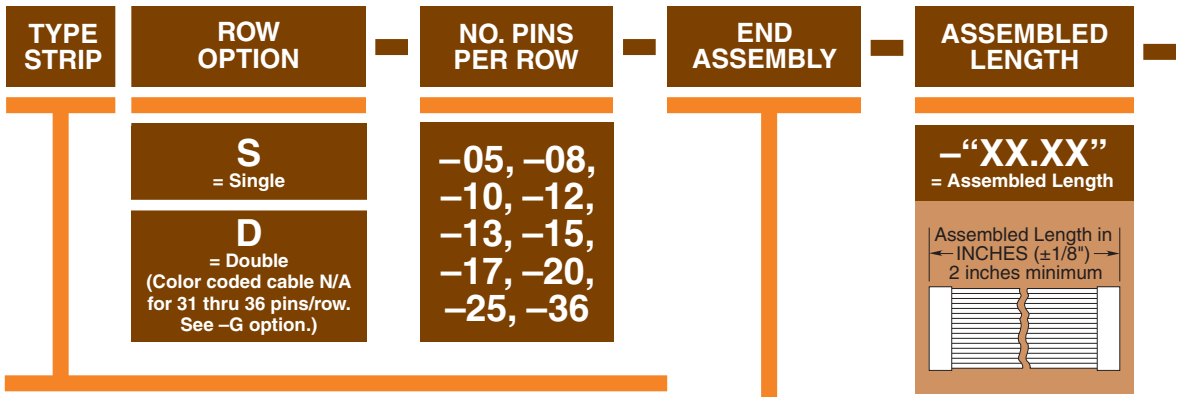 TYPE
STRIP
ROW
OPTION
NO. PINS
PER ROW
END
ASSEMBLY
ASSEMBLED
LENGTH
S
= Single
D
= Double
(Color coded cable N/A
for 31 thru 36 pins/row.
See –G option.)
–05, –08,
–10, –12,
–13, –15,
–17, –20,
–25, –36
–“XX.XX”
= Assembled Length
Assembled Length in
INCHES (±1/8")
2 inches minimum